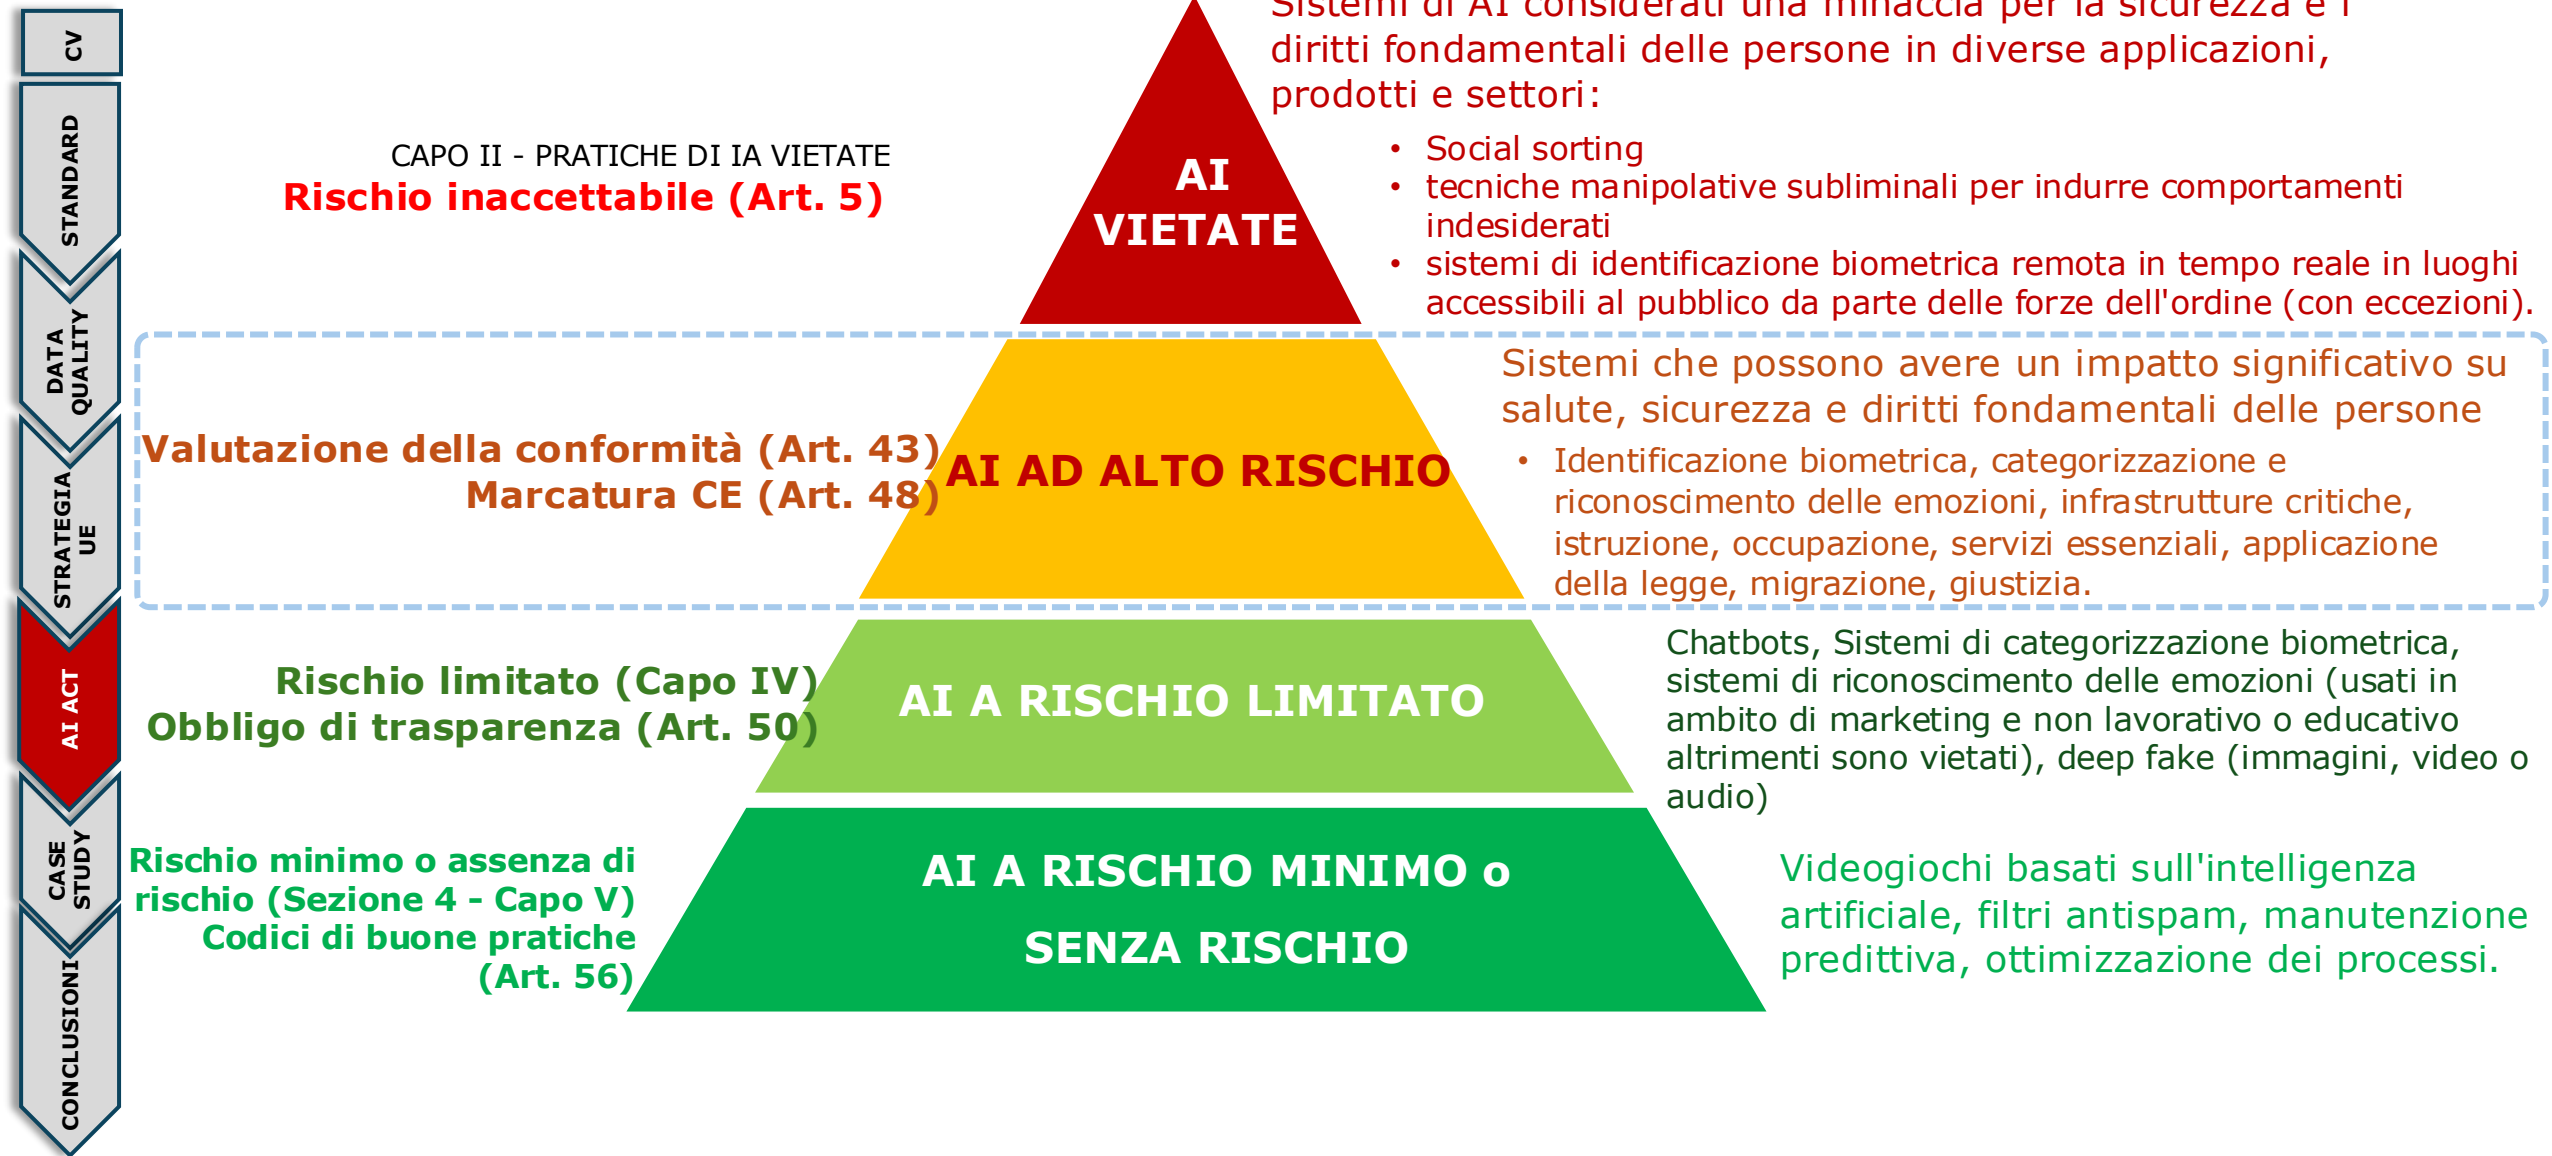 CV
STANDARD
DATA
QUALITY
STRATEGIA
UE
AI ACT
CASE
STUDY
CONCLUSIONI
CAPO II - PRATICHE DI IA VIETATE
Rischio inaccettabile (Art. 5)
AI
VIETATE
Sistemi di AI considerati una minaccia per la sicurezza e i
diritti fondamentali delle persone in diverse applicazioni,
prodotti e settori:
• Social sorting
• tecniche manipolative subliminali per indurre comportamenti
indesiderati
• sistemi di identificazione biometrica remota in tempo reale in luoghi
accessibili al pubblico da parte delle forze dell'ordine (con eccezioni).
Valutazione della conformità (Art. 43)
Marcatura CE (Art. 48)
AI AD ALTO RISCHIO
Sistemi che possono avere un impatto significativo su
salute, sicurezza e diritti fondamentali delle persone
• Identificazione biometrica, categorizzazione e
riconoscimento delle emozioni, infrastrutture critiche,
istruzione, occupazione, servizi essenziali, applicazione
della legge, migrazione, giustizia.
Rischio limitato (Capo IV)
Obbligo di trasparenza (Art. 50)
AI A RISCHIO LIMITATO
Chatbots, Sistemi di categorizzazione biometrica,
sistemi di riconoscimento delle emozioni (usati in
ambito di marketing e non lavorativo o educativo
altrimenti sono vietati), deep fake (immagini, video o
audio)
Rischio minimo o assenza di
rischio (Sezione 4 - Capo V)
Codici di buone pratiche
(Art. 56)
AI A RISCHIO MINIMO o
SENZA RISCHIO
Videogiochi basati sull'intelligenza
artificiale, filtri antispam, manutenzione
predittiva, ottimizzazione dei processi.